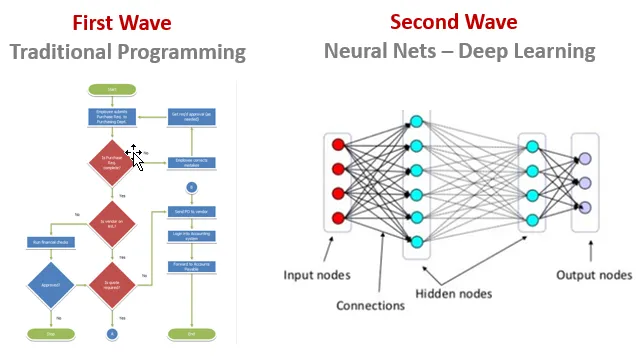 First Wave
Traditional Programming
Second Wave
Neural Nets – Deep Learning
Start
Employee submits
Purchase Req. to
Purchasing Dept.
Get req'd approval (as
needed)
Is Purchase
Req.
complete?
No
Employee corrects
mistakes
Yes
B
Is vendor on
list?
No
Send PO to vendor
Run financial checks
Login into Accounting
system
Yes
Approved?
Yes
Is quote
required?
No
Forward to Accounts
Payable
No
Yes
Stop
A
End
Input nodes
Connections
Hidden nodes
Output nodes